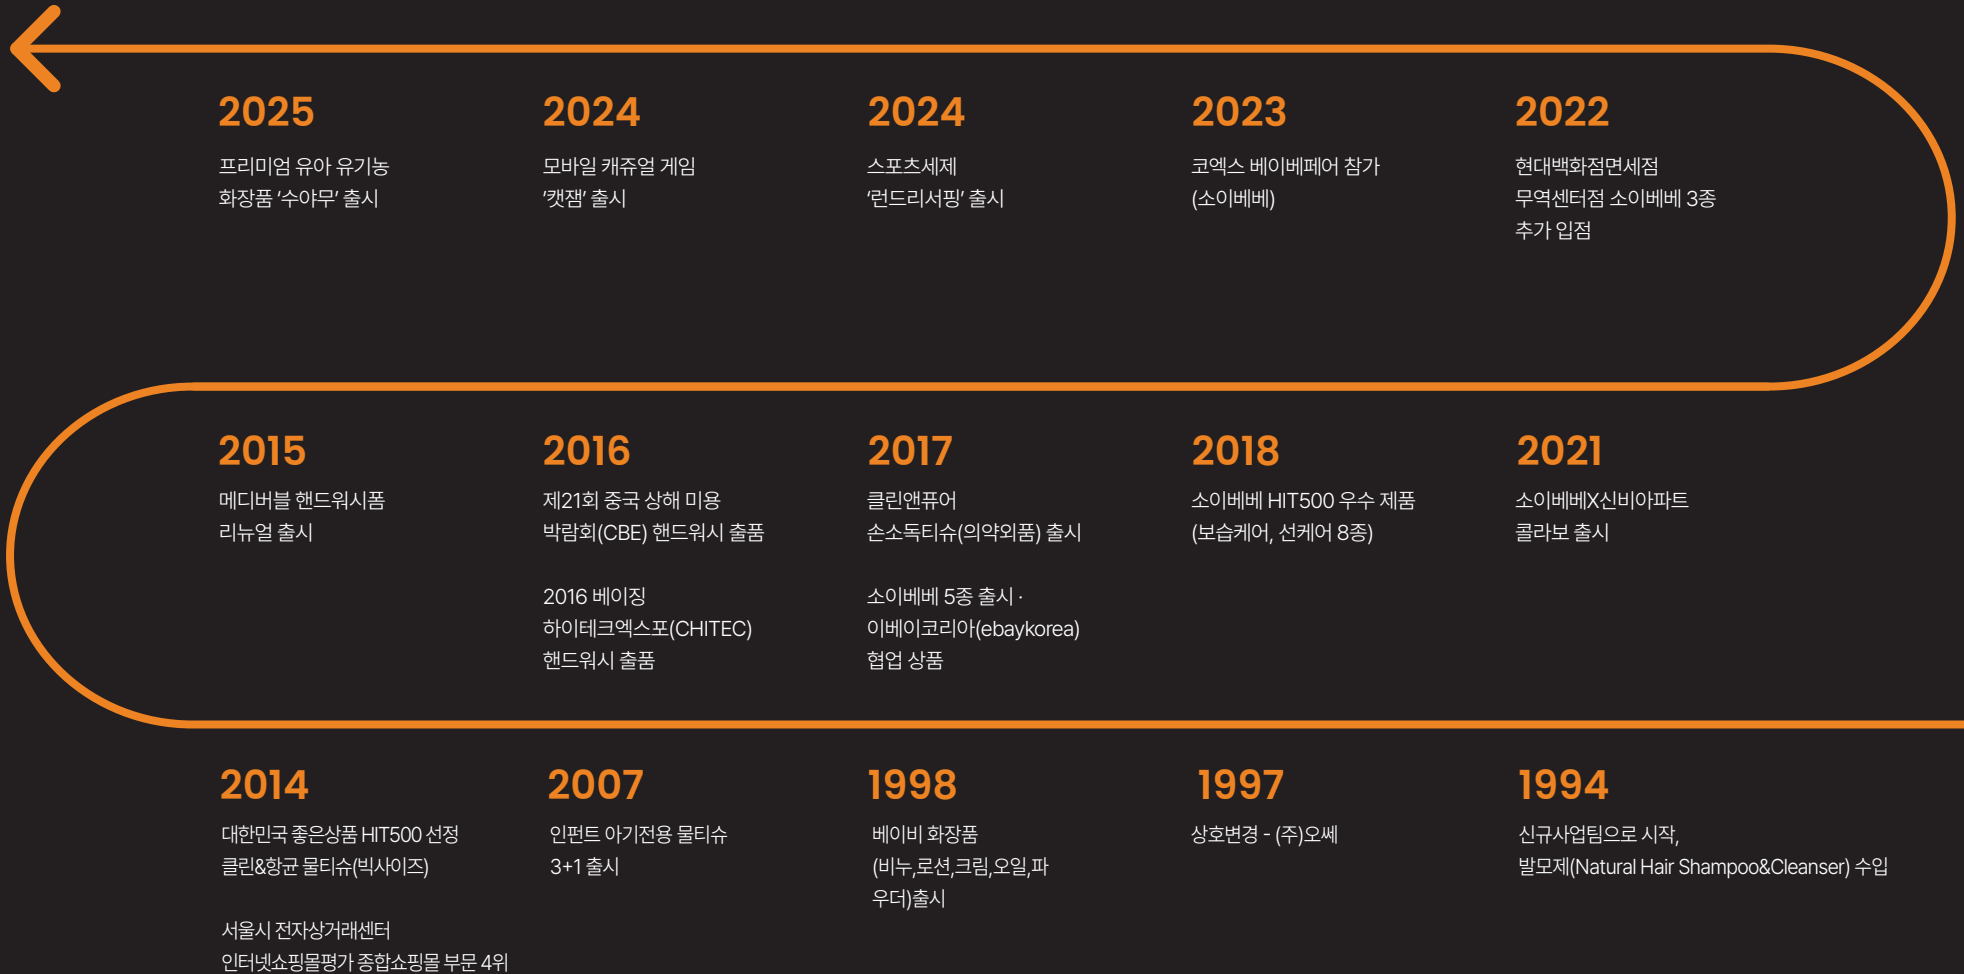 2025
프리미엄 유아 유기농
화장품 ‘수야무’ 출시
2024
모바일 캐쥬얼 게임
’캣잼’ 출시
2024
스포츠세제
‘런드리서핑’ 출시
2023
코엑스 베이베페어 참가
(소이베베)
2022
현대백화점면세점
무역센터점 소이베베 3종
추가 입점
2015
메디버블 핸드워시폼
리뉴얼 출시
2016
제21회 중국 상해 미용
박람회(CBE) 핸드워시 출품
2016 베이징
하이테크엑스포(CHITEC)
핸드워시 출품
2017
클린앤퓨어
손소독티슈(의약외품) 출시
소이베베 5종 출시 ·
이베이코리아(ebaykorea)
협업 상품
2018
소이베베 HIT500 우수 제품
(보습케어, 선케어 8종)
2021
소이베베X신비아파트
콜라보 출시
2014
대한민국 좋은상품 HIT500 선정
클린&항균 물티슈(빅사이즈)
서울시 전자상거래센터
인터넷쇼핑몰평가 종합쇼핑몰 부문 4위
2007
인펀트 아기전용 물티슈
3+1 출시
1998
베이비 화장품
(비누,로션,크림,오일,파
우더)출시
1997
상호변경 - (주)오쎄
1994
신규사업팀으로 시작,
발모제(Natural Hair Shampoo&Cleanser) 수입